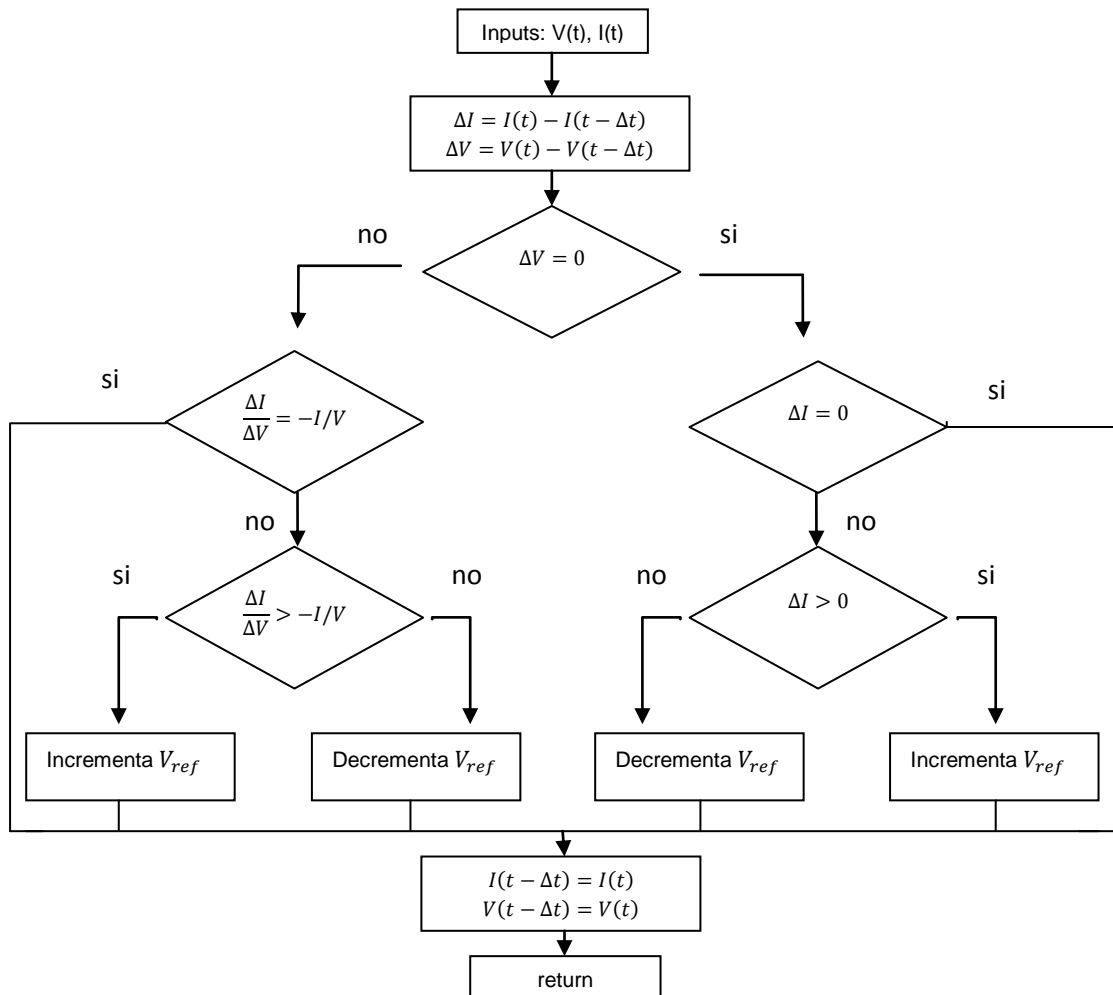 Inputs: V(t), I(t)
ΔI = I(t) − I(t − Δt)
ΔV = V(t) − V(t − Δt)
no
si
ΔV = 0
si
ΔI/ΔV = −I/V
ΔI = 0
si
no
no
si
ΔI/ΔV > −I/V
no
no
ΔI > 0
si
Incrementa V_ref
Decrementa V_ref
Decrementa V_ref
Incrementa V_ref
I(t − Δt) = I(t)
V(t − Δt) = V(t)
return